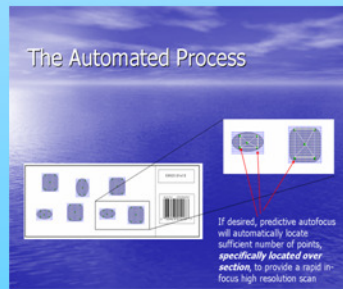 The Automated Process
If desired, predictive autofocus
will automatically locate
sufficient number of points,
specifically located over
section, to provide a rapid in-
focus high resolution scan